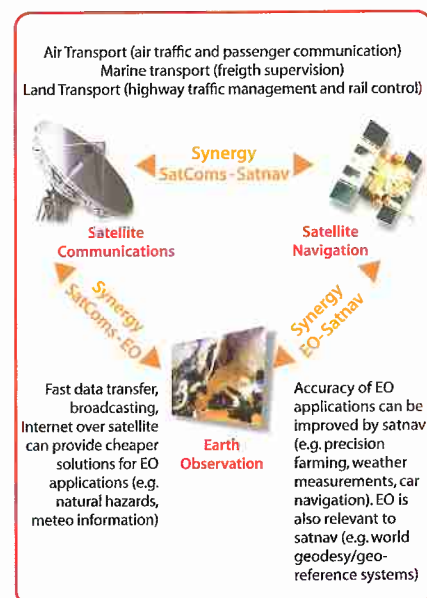 Air Transport (air traffic and passenger communication)
Marine transport (freigth supervision)
Land Transport (highway traffic management and rail control)
Synergy
SatComs - Satnav
Satellite
Communications
Satellite
Navigation
Synergy
SatComs - EO
Synergy
EO - Satnav
Earth
Observation
Fast data transfer,
broadcasting,
Internet over satellite
can provide cheaper
solutions for EO
applications (e.g.
natural hazards,
meteo information)
Accuracy of EO
applications can be
improved by satnav
(e.g. precision
farming, weather
measurements, car
navigation). EO is
also relevant to
satnav (e.g. world
geodesy/geo-
reference systems)